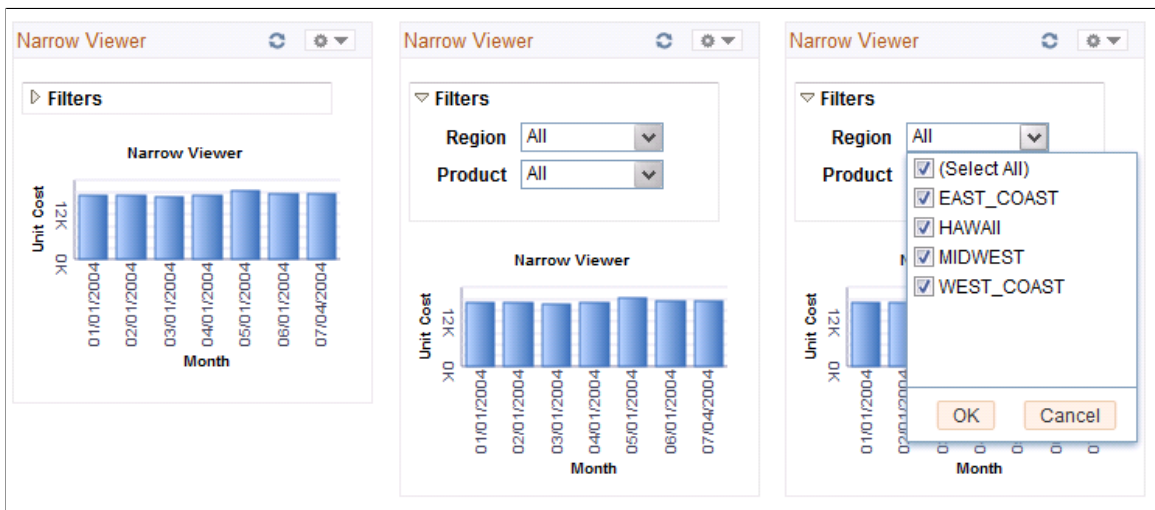 Narrow Viewer
Filters
Narrow Viewer
Unit Cost
12K
0K
01/01/2004
02/01/2004
03/01/2004
04/01/2004
05/01/2004
06/01/2004
07/04/2004
Month
Narrow Viewer
Filters
Region All
Product All
Narrow Viewer
Unit Cost
12K
0K
01/01/2004
02/01/2004
03/01/2004
04/01/2004
05/01/2004
06/01/2004
07/04/2004
Month
Narrow Viewer
Filters
Region All
Product
(Select All)
EAST_COAST
HAWAII
MIDWEST
WEST_COAST
OK Cancel
Unit Cost
12K
0K
01/01/2004
Month